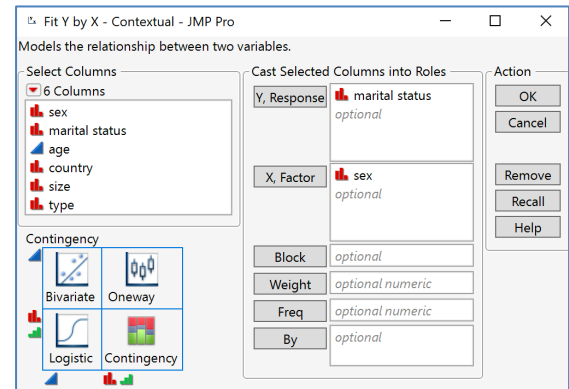 Fit Y by X - Contextual - JMP Pro
Models the relationship between two variables.
Select Columns
6 Columns
sex
marital status
age
country
size
type
Contingency
Bivariate
Oneway
Logistic
Contingency
Cast Selected Columns into Roles
Y, Response
marital status
optional
X, Factor
sex
optional
Block
optional
Weight
optional numeric
Freq
optional numeric
By
optional
Action
OK
Cancel
Remove
Recall
Help